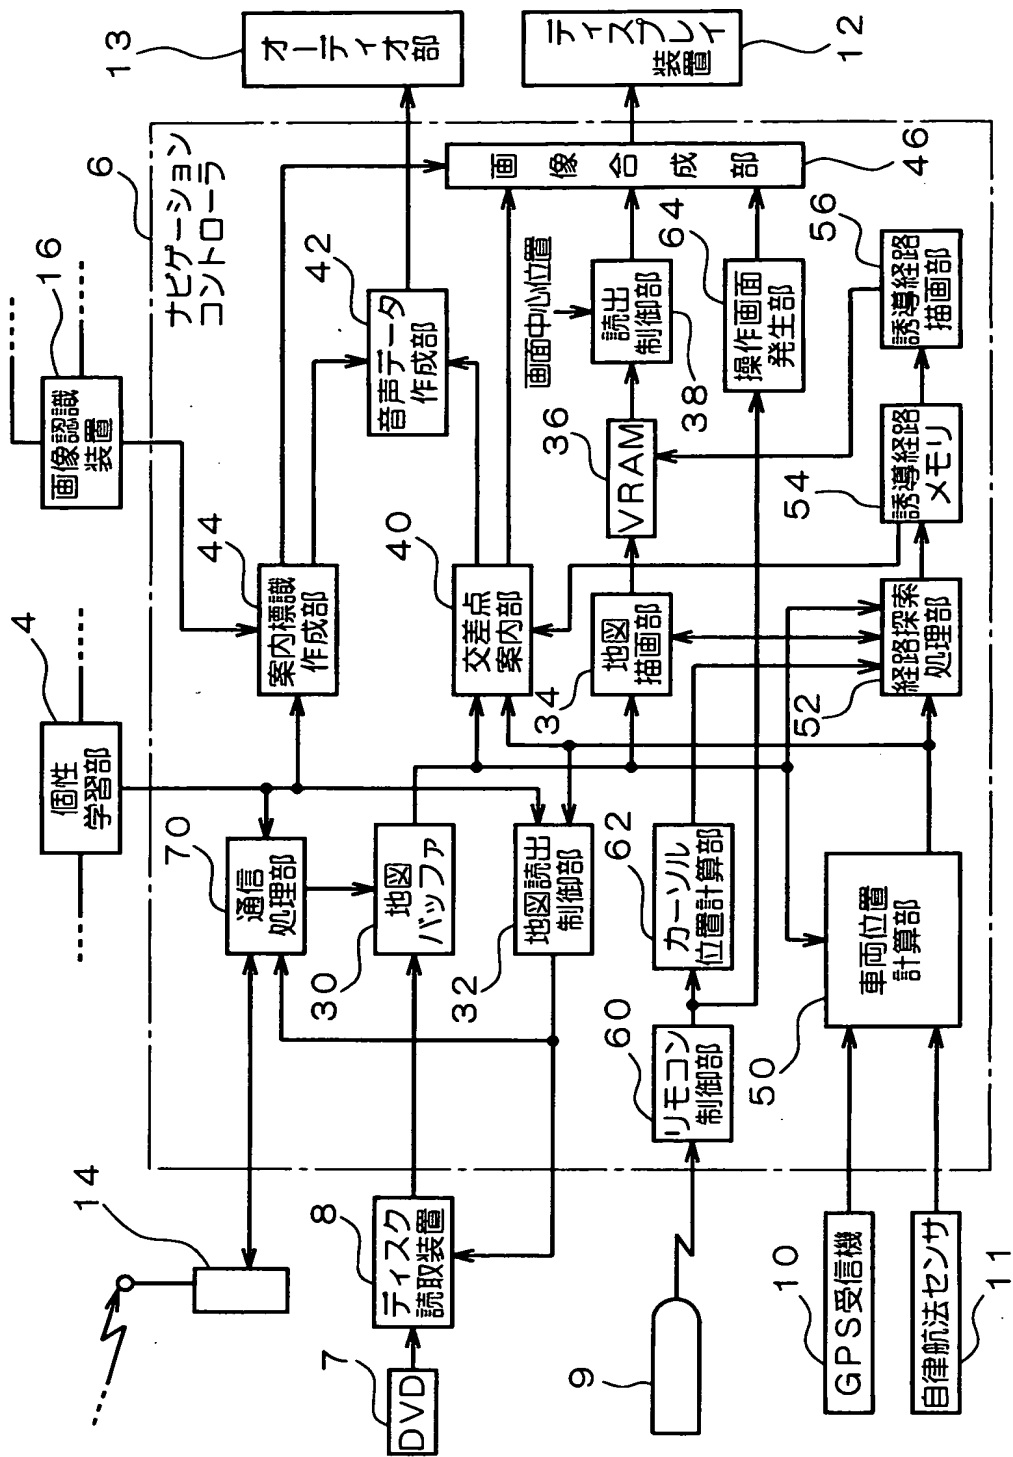 13
オーディオ部
ディスプレイ
装置
12
6
ナビゲーション
コントローラ
16
画像認識
装置
画像合成部
46
42
音声データ
作成部
画面中心位置
読出
制御部
38
64
操作画面
発生部
56
誘導経路
描画部
36
VRAM
54
誘導経路
メモリ
44
案内標識
作成部
40
交差点
案内部
34
地図
描画部
52
経路探索
処理部
4
個性
学習部
70
通信
処理部
30
地図
バッファ
32
地図読出
制御部
62
カーソル
位置計算部
50
車両位置
計算部
60
リモコン
制御部
14
8
ディスク
読取装置
7
DVD
9
10
GPS受信機
11
自律航法センサ